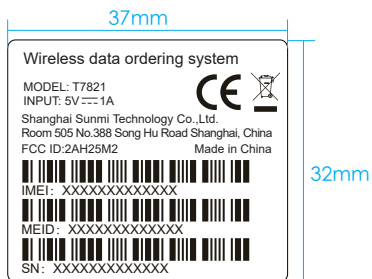 37mm
Wireless data ordering system
MODEL: T7821
INPUT: 5V⎓1A
CE
Shanghai Sunmi Technology Co.,Ltd.
Room 505 No.388 Song Hu Road Shanghai, China
FCC ID:2AH25M2 Made in China
IMEI: XXXXXXXXXXXXX
MEID: XXXXXXXXXXXXX
SN: XXXXXXXXXXXXX
32mm